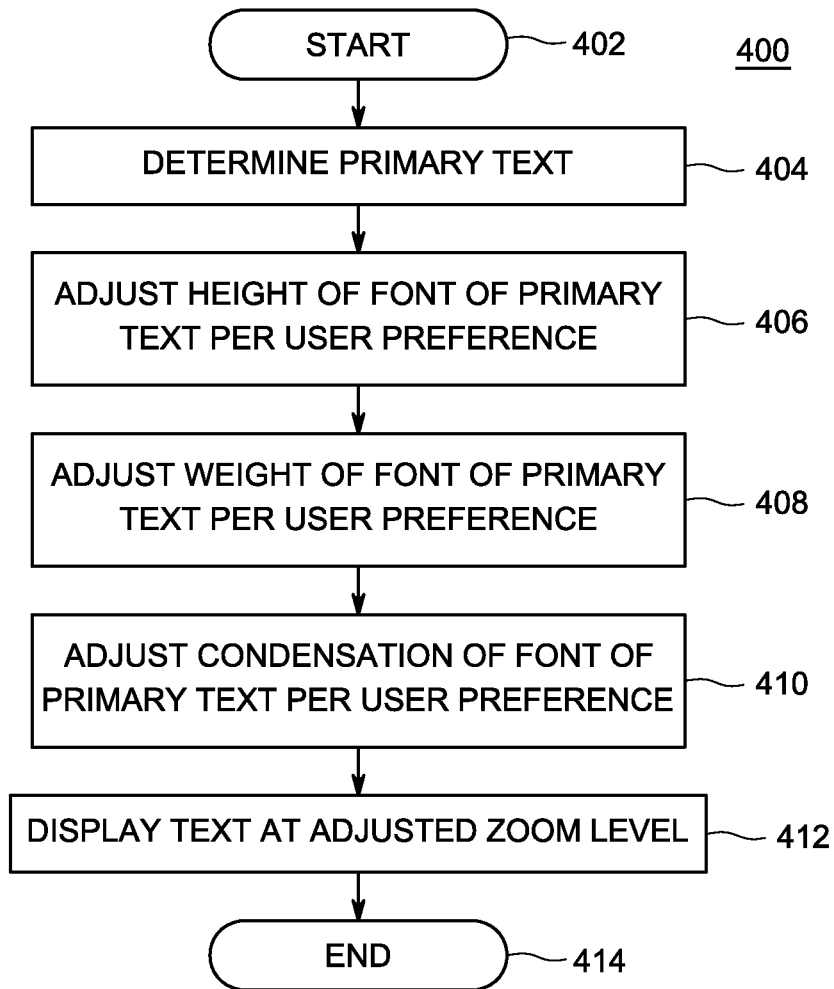 START
402
400
DETERMINE PRIMARY TEXT
404
ADJUST HEIGHT OF FONT OF PRIMARY
TEXT PER USER PREFERENCE
406
ADJUST WEIGHT OF FONT OF PRIMARY
TEXT PER USER PREFERENCE
408
ADJUST CONDENSATION OF FONT OF
PRIMARY TEXT PER USER PREFERENCE
410
DISPLAY TEXT AT ADJUSTED ZOOM LEVEL
412
END
414